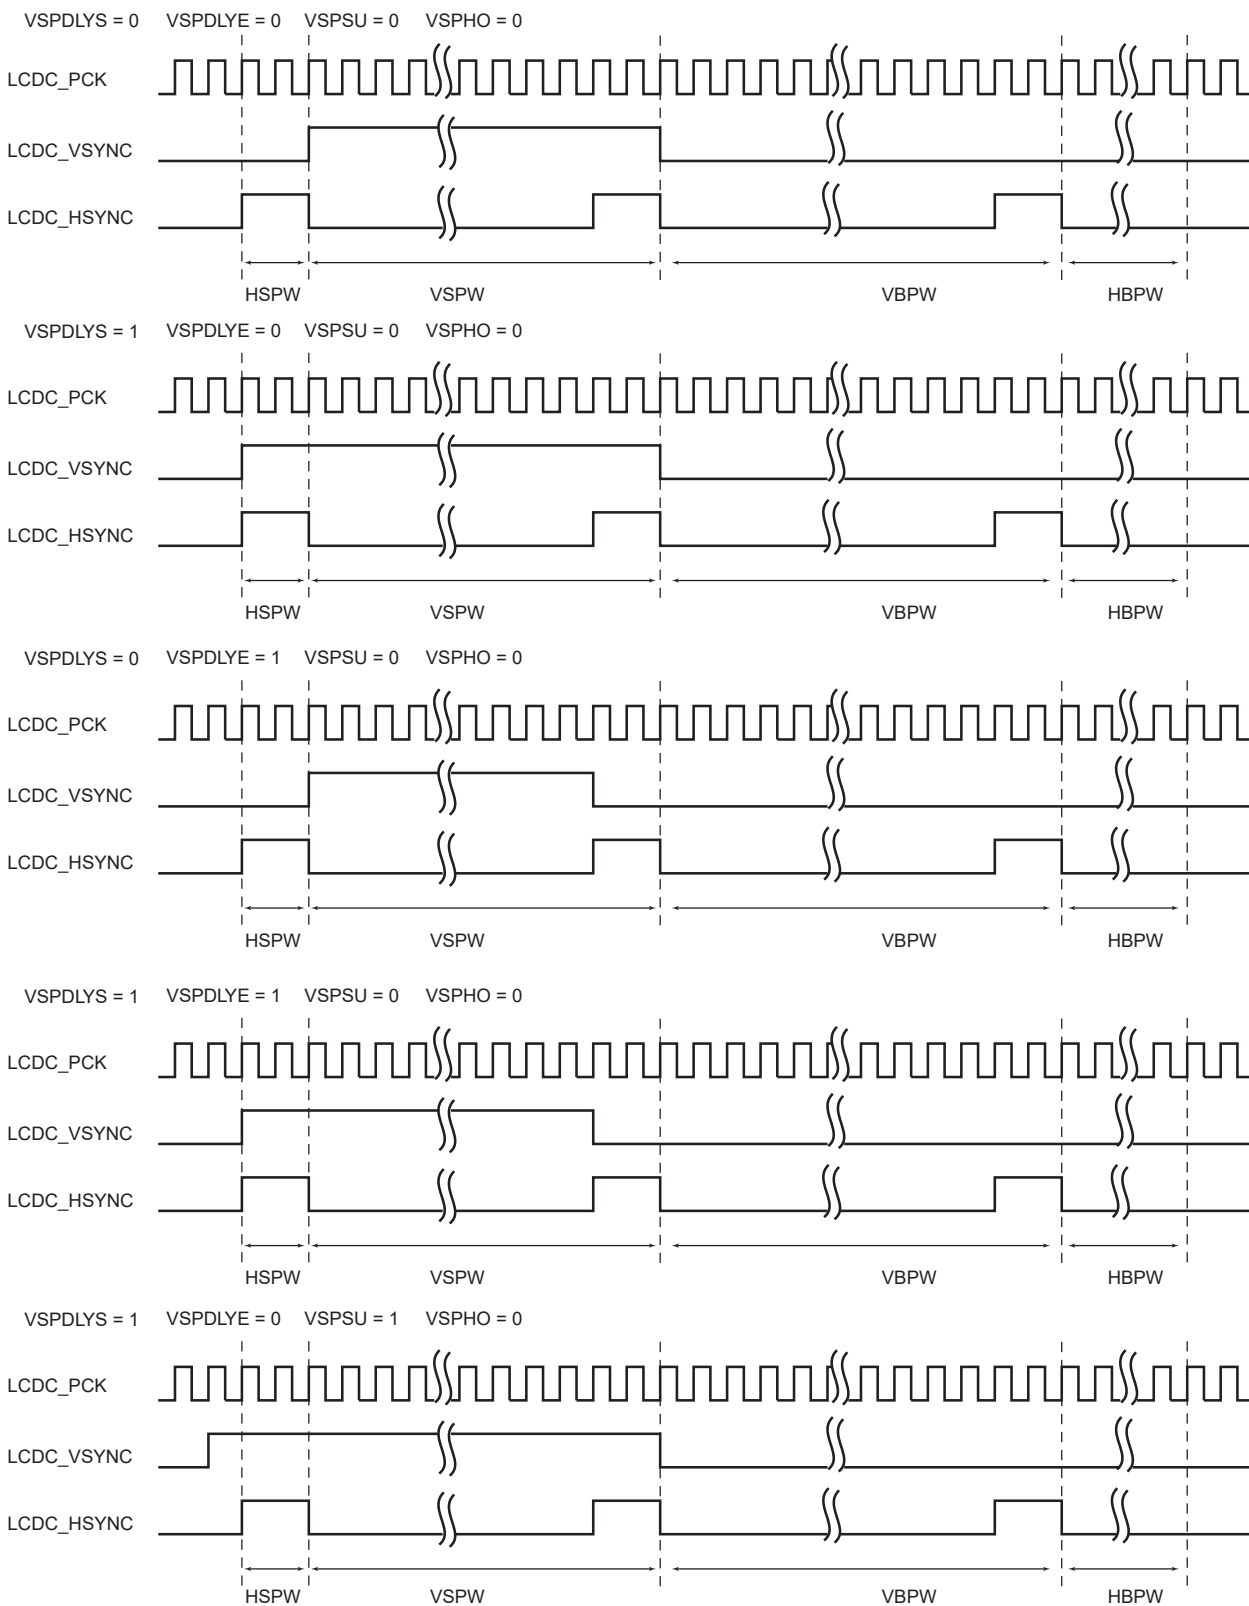 VSPDLYS = 0 VSPDLYE = 0 VSPSU = 0 VSPHO = 0
LCDC_PCK
LCDC_VSYNC
LCDC_HSYNC
HSPW VSPW VBPW HBPW
VSPDLYS = 1 VSPDLYE = 0 VSPSU = 0 VSPHO = 0
LCDC_PCK
LCDC_VSYNC
LCDC_HSYNC
HSPW VSPW VBPW HBPW
VSPDLYS = 0 VSPDLYE = 1 VSPSU = 0 VSPHO = 0
LCDC_PCK
LCDC_VSYNC
LCDC_HSYNC
HSPW VSPW VBPW HBPW
VSPDLYS = 1 VSPDLYE = 1 VSPSU = 0 VSPHO = 0
LCDC_PCK
LCDC_VSYNC
LCDC_HSYNC
HSPW VSPW VBPW HBPW
VSPDLYS = 1 VSPDLYE = 0 VSPSU = 1 VSPHO = 0
LCDC_PCK
LCDC_VSYNC
LCDC_HSYNC
HSPW VSPW VBPW HBPW